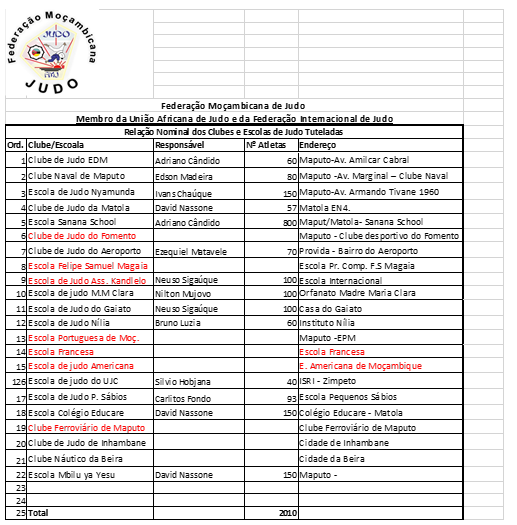 Federação Moçambicana
JUDO
JUDO
Federação Moçambicana de Judo
Membro da União Africana de Judo e da Federação Internacional de Judo
Relação Nominal dos Clubes e Escolas de Judo Tuteladas
Ord. Clube/Escoala Responsável Nº Atletas Endereço
1 Clube de Judo EDM Adriano Cândido 60 Maputo-Av. Amilcar Cabral
2 Clube Naval de Maputo Edson Madeira 80 Maputo -Av. Marginal – Clube Naval
3 Escola de Judo Nyamunda Ivans Chaúque 150 Maputo-Av. Armando Tivane 1960
4 Clube de Judo da Matola David Nassone 57 Matola EN4.
5 Escola Sanana School Adriano Cândido 800 Maput/Matola- Sanana School
6 Clube de Judo do Fomento Maputo - Clube desportivo do Fomento
7 Clube de Judo do Aeroporto Ezequiel Matavele 70 Provida - Bairro do Aeroporto
8 Escola Felipe Samuel Magaia Escola Pr. Comp. F.S Magaia
9 Escola de Judo Ass. Kandlelo Neuso Sigaúque 100 Escola Internacional
10 Escola de judo M.M Clara Nilton Mujovo 100 Orfanato Madre Maria Clara
11 Escola de Judo do Gaiato Neuso Sigaúque 100 Casa do Gaiato
12 Escola de Judo Nília Bruno Luzia 60 Instituto Nília
13 Escola Portuguesa de Moç. Maputo -EPM
14 Escola Francesa Escola Francesa
15 Escola de judo Americana E. Americana de Moçambique
126 Escola de judo do UJC Silvio Hobjana 40 ISRI - Zimpeto
17 Escola de Judo P. Sábios Carlitos Fondo 93 Escola Pequenos Sábios
18 Escola Colégio Educare David Nassone 150 Colégio Educare - Matola
19 Clube Ferroviário de Maputo Clube Ferroviário de Maputo
20 Clube de Judo de Inhambane Cidade de Inhambane
21 Clube Náutico da Beira Cidade da Beira
22 Escola Mbilu ya Yesu David Nassone 150 Maputo -
23
24
25 Total 2010